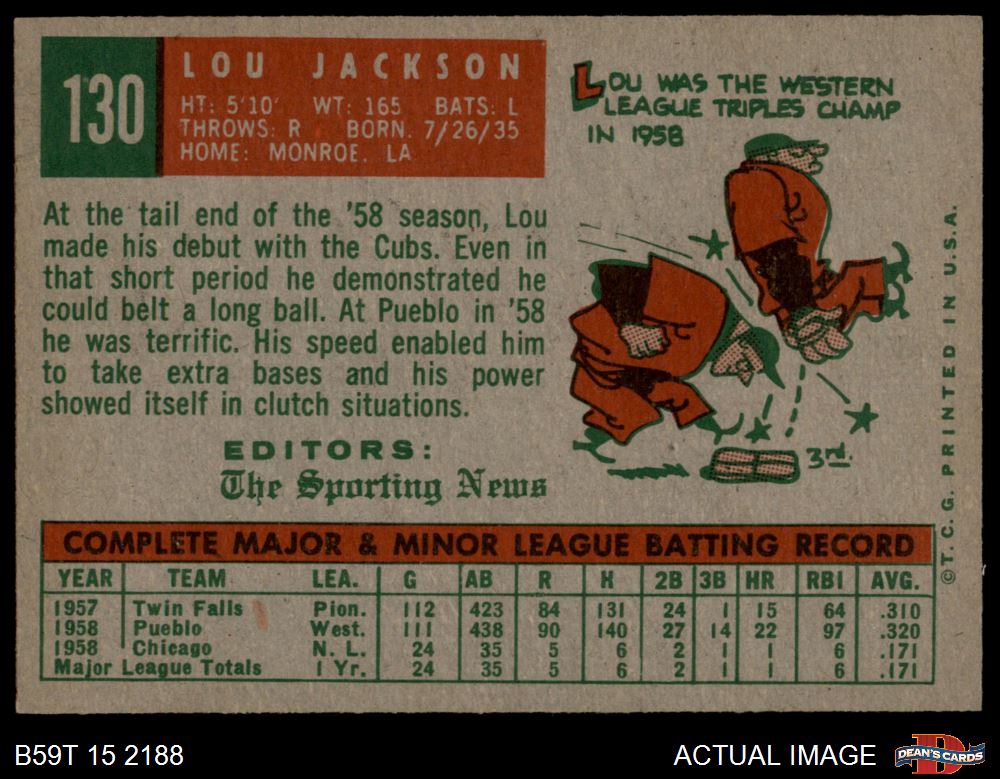 130
LOU JACKSON
HT: 5'10' WT: 165 BATS: L
THROWS: R BORN. 7/26/35
HOME: MONROE, LA
LOU WAS THE WESTERN
LEAGUE TRIPLES CHAMP
IN 1958
At the tail end of the '58 season, Lou
made his debut with the Cubs. Even in
that short period he demonstrated he
could belt a long ball. At Pueblo in '58
he was terrific. His speed enabled him
to take extra bases and his power
showed itself in clutch situations.
EDITORS:
The Sporting News
3rd.
©T. C. G. PRINTED IN U.S.A.
COMPLETE MAJOR & MINOR LEAGUE BATTING RECORD
YEAR TEAM LEA. G AB R H 2B 3B HR RBI AVG.
1957 Twin Falls Pion. 112 423 84 131 24 1 15 64 .310
1958 Pueblo West. 111 438 90 140 27 14 22 97 .320
1958 Chicago N. L. 24 35 5 6 2 1 1 6 .171
Major League Totals 1 Yr. 24 35 5 6 2 1 1 6 .171
B59T 15 2188
ACTUAL IMAGE
DEAN'S CARDS